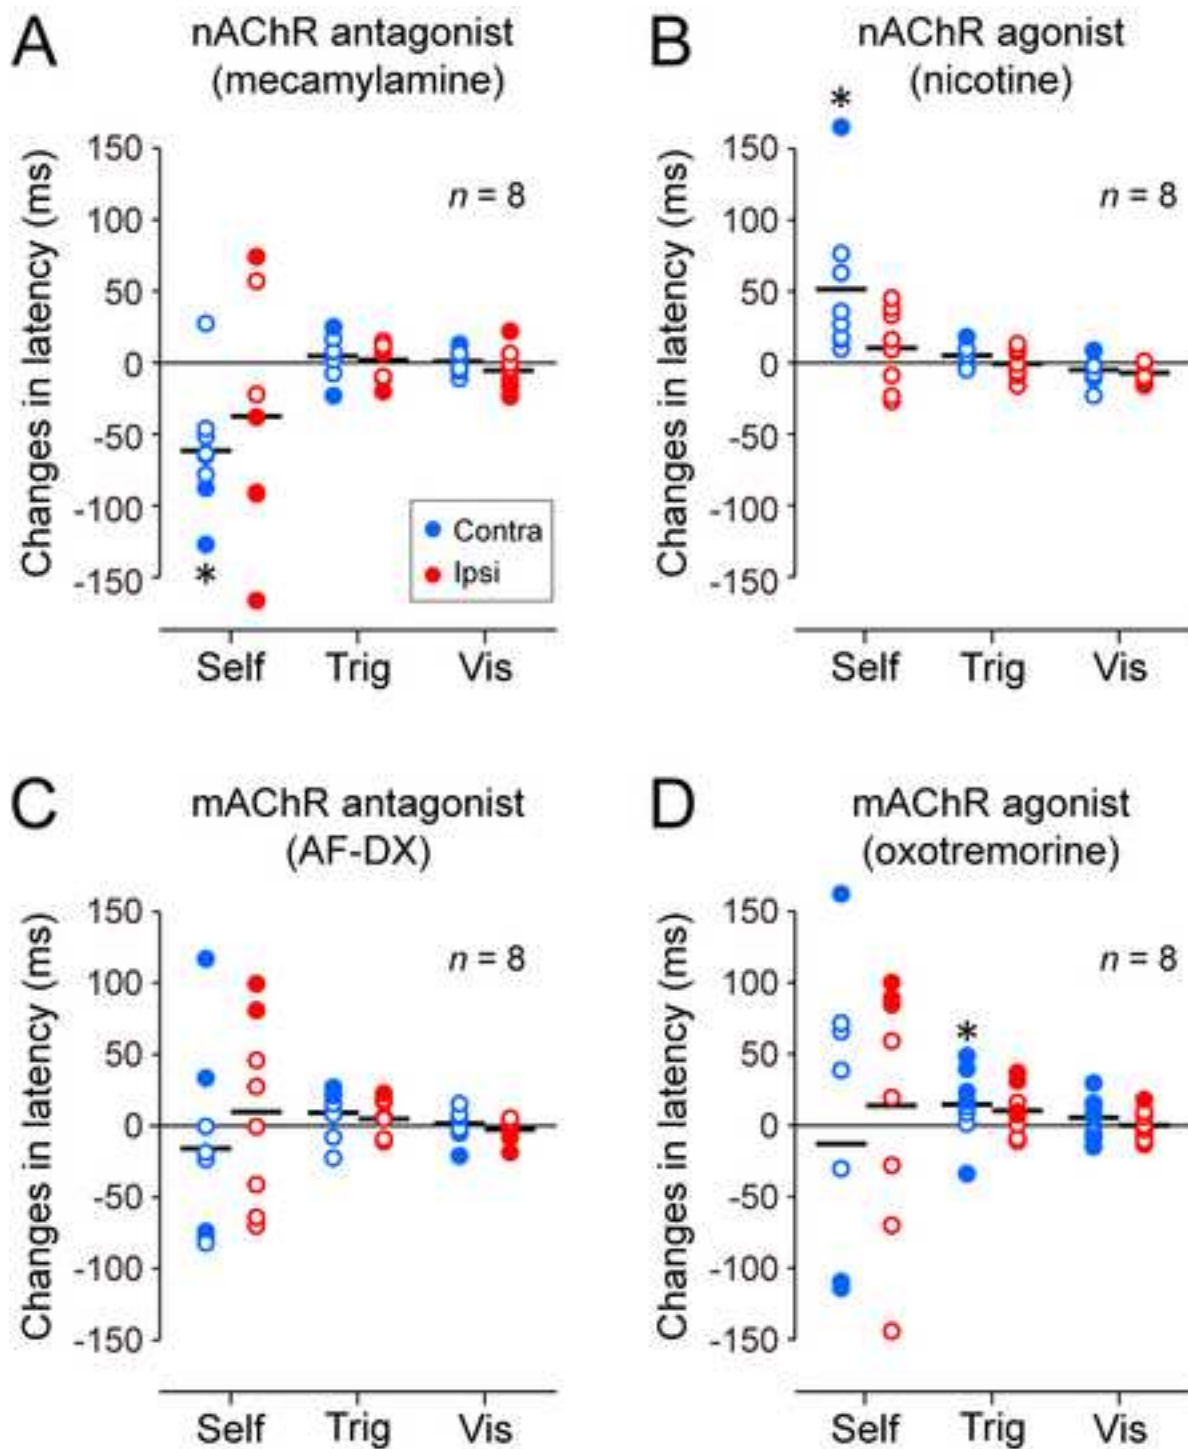 A
nAChR antagonist
(mecamylamine)
Changes in latency (ms)
150
100
50
0
-50
-100
-150
n = 8
*
Contra
Ipsi
Self Trig Vis
B
nAChR agonist
(nicotine)
Changes in latency (ms)
150
100
50
0
-50
-100
-150
*
n = 8
Self Trig Vis
C
mAChR antagonist
(AF-DX)
Changes in latency (ms)
150
100
50
0
-50
-100
-150
n = 8
Self Trig Vis
D
mAChR agonist
(oxotremorine)
Changes in latency (ms)
150
100
50
0
-50
-100
-150
n = 8
*
Self Trig Vis